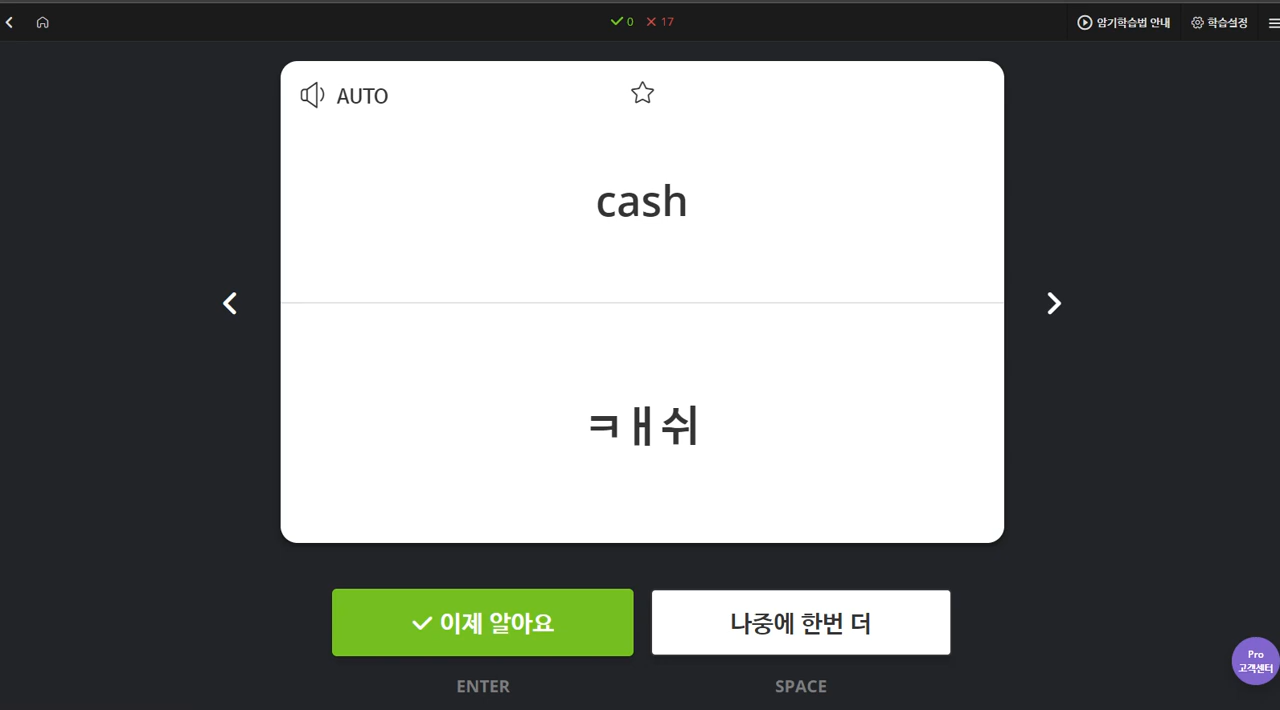 0 17 암기학습법 안내 학습설정
AUTO
cash
ㅋㅐ쉬
이제 알아요 나중에 한번 더
ENTER SPACE
Pro
고객센터